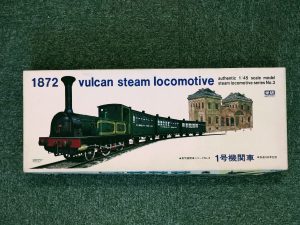 1872 vulcan steam locomotive
authentic 1/45 scale model
steam locomotive series No.3
1号機関車